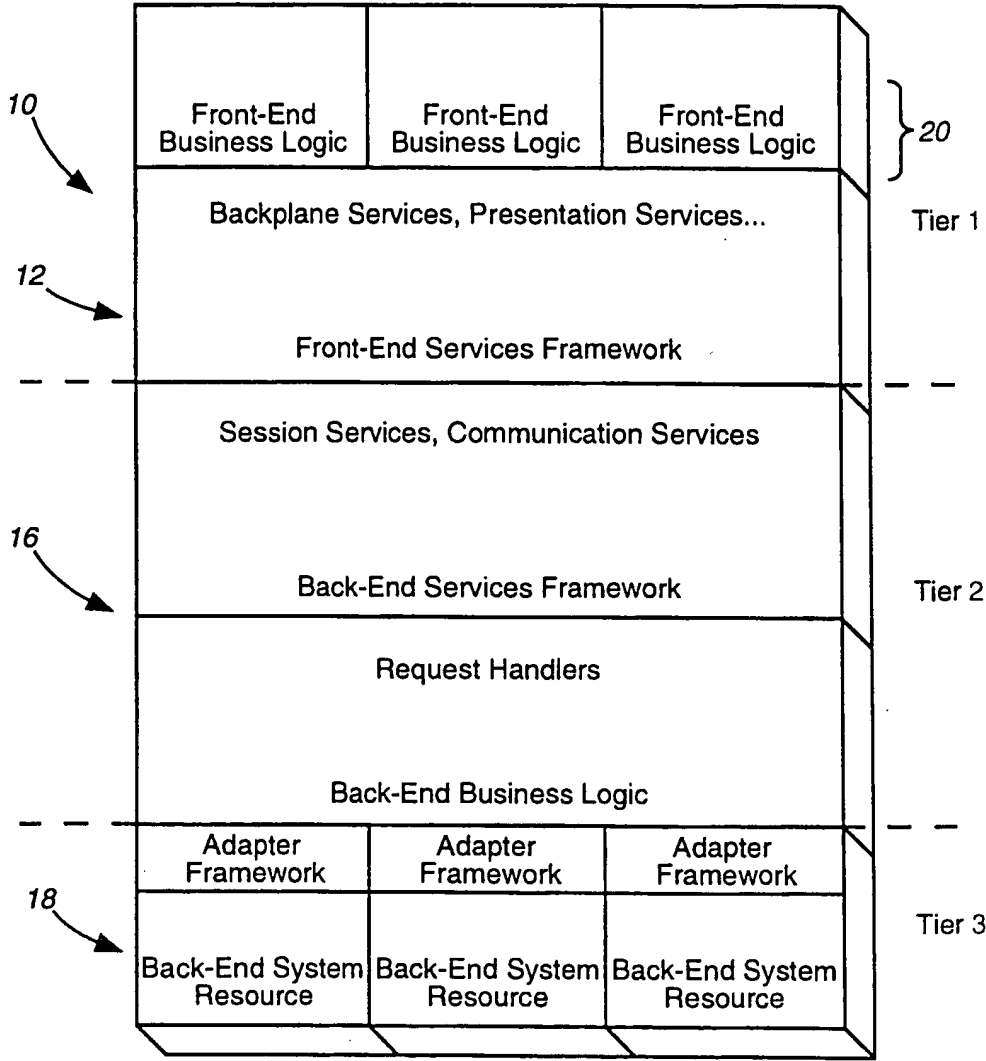 Front-End
Business Logic
Front-End
Business Logic
Front-End
Business Logic
10
20
Backplane Services, Presentation Services...
Tier 1
12
Front-End Services Framework
Session Services, Communication Services
16
Back-End Services Framework
Tier 2
Request Handlers
Back-End Business Logic
Adapter
Framework
Adapter
Framework
Adapter
Framework
18
Tier 3
Back-End System
Resource
Back-End System
Resource
Back-End System
Resource